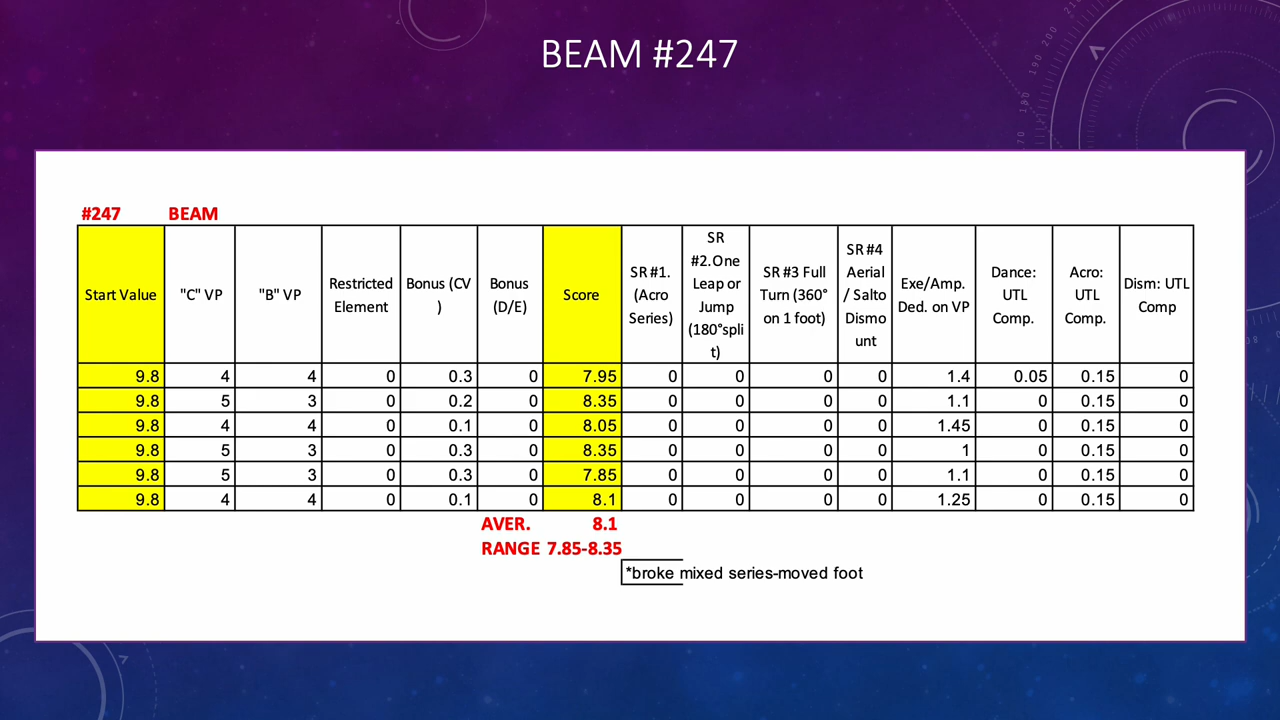 BEAM #247
#247 BEAM
Start Value "C" VP "B" VP Restricted Element Bonus (CV ) Bonus (D/E) Score SR #1. (Acro Series) SR #2.One Leap or Jump (180°spli t) SR #3 Full Turn (360° on 1 foot) SR #4 Aerial / Salto Dismo unt Exe/Amp. Ded. on VP Dance: UTL Comp. Acro: UTL Comp. Dism: UTL Comp
9.8 4 4 0 0.3 0 7.95 0 0 0 0 1.4 0.05 0.15 0
9.8 5 3 0 0.2 0 8.35 0 0 0 0 1.1 0 0.15 0
9.8 4 4 0 0.1 0 8.05 0 0 0 0 1.45 0 0.15 0
9.8 5 3 0 0.3 0 8.35 0 0 0 0 1 0 0.15 0
9.8 5 3 0 0.3 0 7.85 0 0 0 0 1.1 0 0.15 0
9.8 4 4 0 0.1 0 8.1 0 0 0 0 1.25 0 0.15 0
AVER. 8.1
RANGE 7.85-8.35
*broke mixed series-moved foot